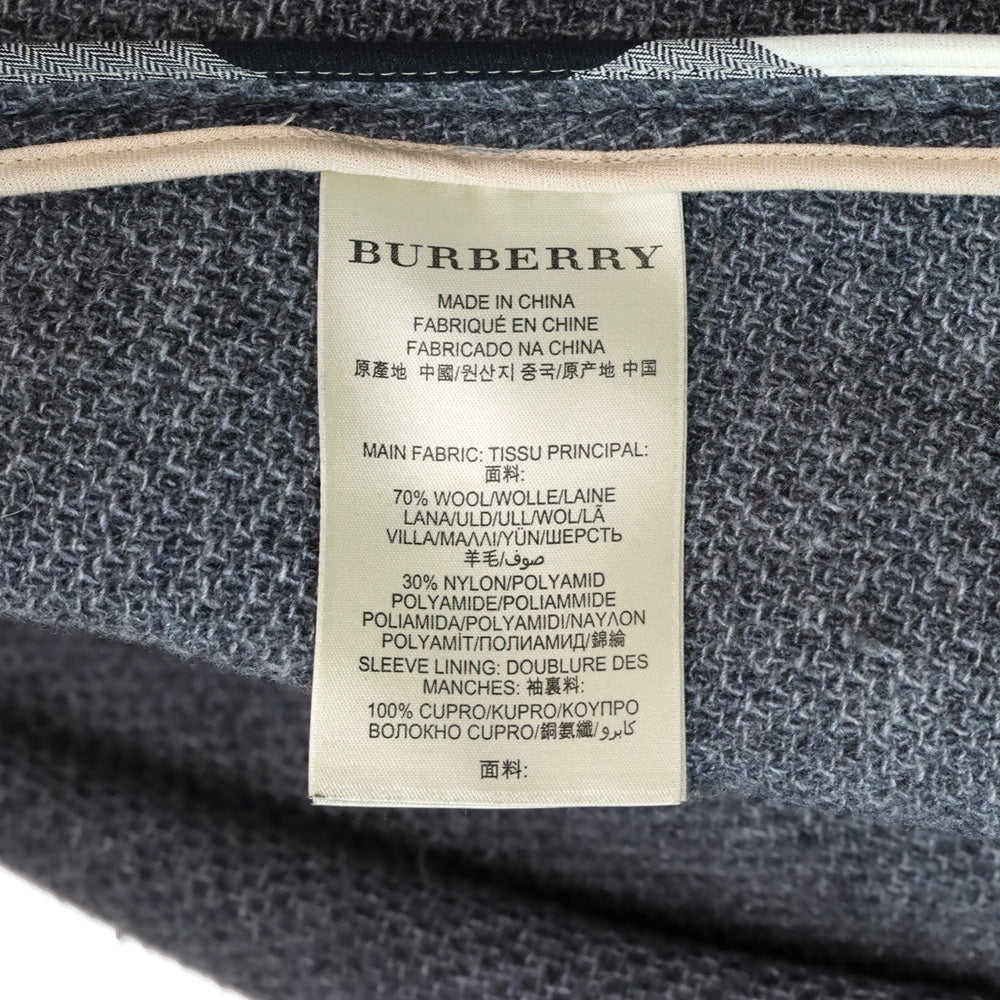 BURBERRY
MADE IN CHINA
FABRIQUÉ EN CHINE
FABRICADO NA CHINA
原產地 中國/원산지 중국/原产地 中国
MAIN FABRIC: TISSU PRINCIPAL:
面料:
70% WOOL/WOLLE/LAINE
LANA/ULD/ULL/WOL/LÃ
VILLA/ΜΑΛΛΙ/YÜN/ШЕРСТЬ
羊毛/صوف
30% NYLON/POLYAMID
POLYAMIDE/POLIAMMIDE
POLIAMIDA/POLYAMIDI/ΝΑΥΛΟΝ
POLYAMİT/ПОЛИАМИД/錦綸
SLEEVE LINING: DOUBLURE DES
MANCHES: 袖裏料:
100% CUPRO/KUPRO/ΚΟΥΠΡΟ
ВОЛОКНО CUPRO/銅氨纖/كابرو
面料: